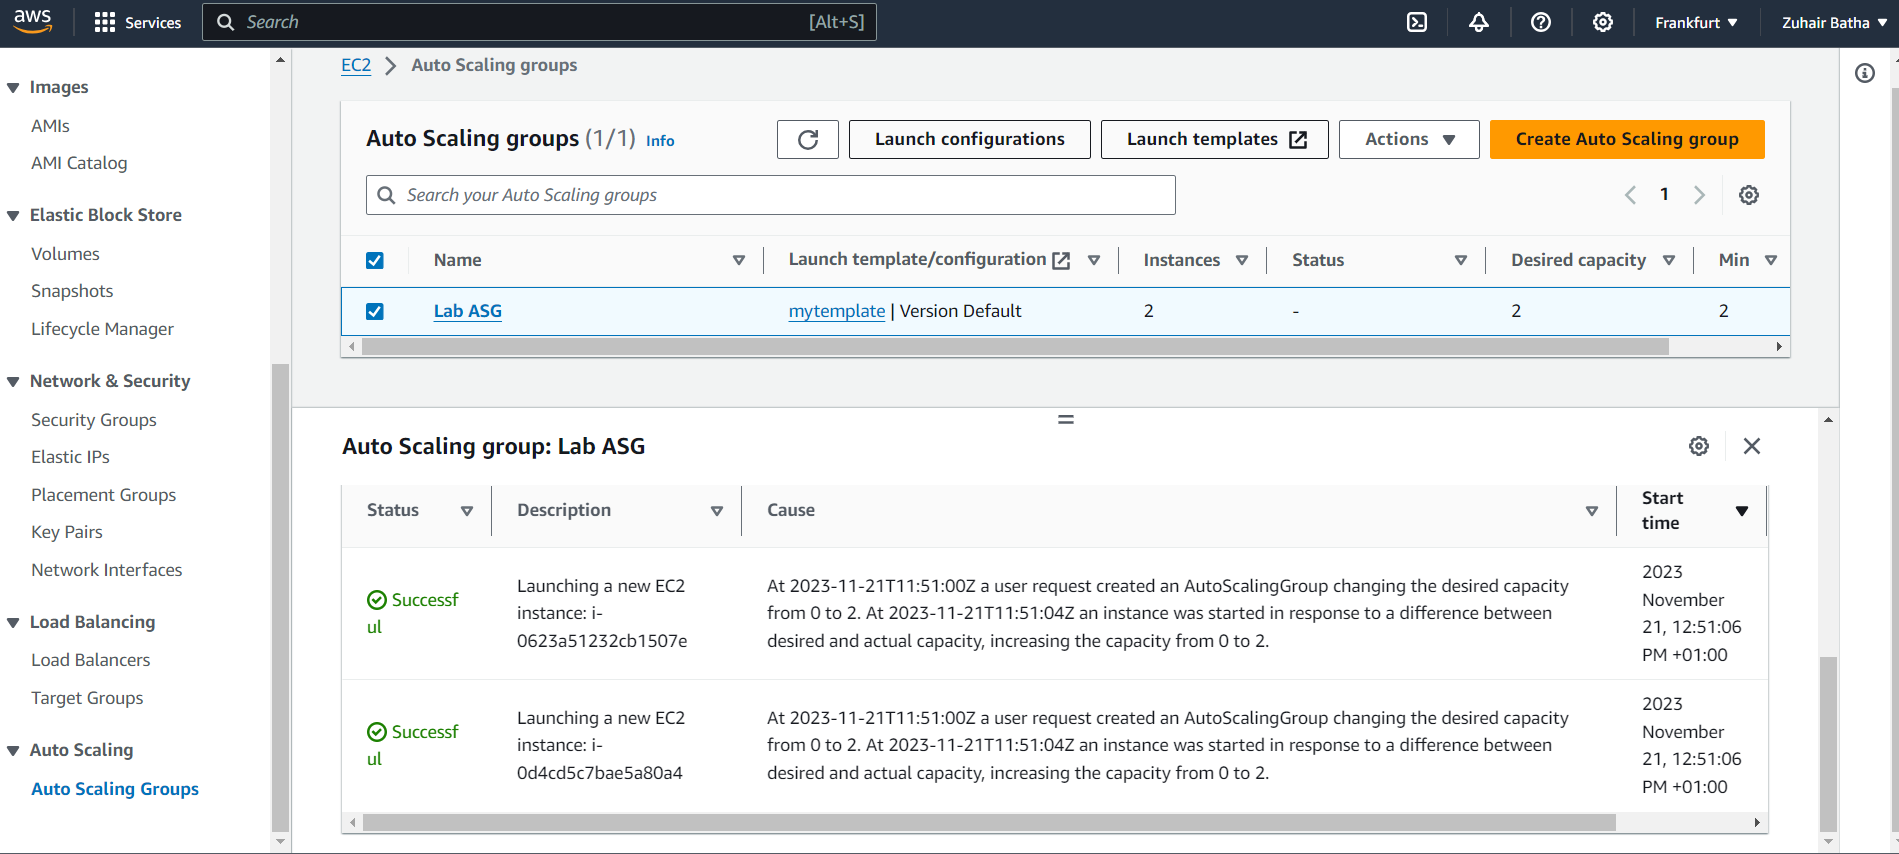 aws
Services
Search
[Alt+S]
Frankfurt
Zuhair Batha
Images
AMIs
AMI Catalog
Elastic Block Store
Volumes
Snapshots
Lifecycle Manager
Network & Security
Security Groups
Elastic IPs
Placement Groups
Key Pairs
Network Interfaces
Load Balancing
Load Balancers
Target Groups
Auto Scaling
Auto Scaling Groups
EC2 > Auto Scaling groups
Auto Scaling groups (1/1) Info
Launch configurations
Launch templates
Actions
Create Auto Scaling group
Search your Auto Scaling groups
1
Name Launch template/configuration Instances Status Desired capacity Min
Lab ASG mytemplate | Version Default 2 - 2 2
Auto Scaling group: Lab ASG
Status
Description
Cause
Start
time
Successf
ul
Launching a new EC2
instance: i-
0623a51232cb1507e
At 2023-11-21T11:51:00Z a user request created an AutoScalingGroup changing the desired capacity
from 0 to 2. At 2023-11-21T11:51:04Z an instance was started in response to a difference between
desired and actual capacity, increasing the capacity from 0 to 2.
2023
November
21, 12:51:06
PM +01:00
Successf
ul
Launching a new EC2
instance: i-
0d4cd5c7bae5a80a4
At 2023-11-21T11:51:00Z a user request created an AutoScalingGroup changing the desired capacity
from 0 to 2. At 2023-11-21T11:51:04Z an instance was started in response to a difference between
desired and actual capacity, increasing the capacity from 0 to 2.
2023
November
21, 12:51:06
PM +01:00